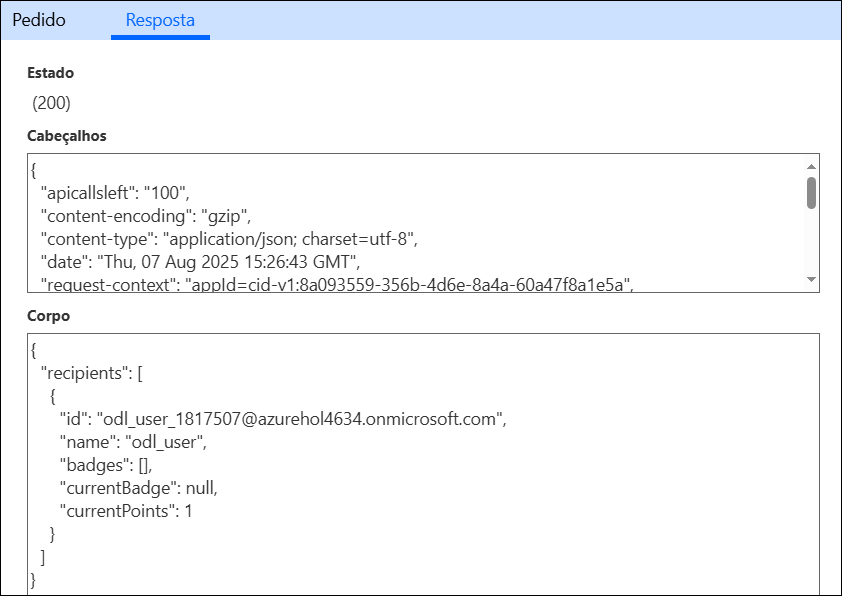 Pedido Resposta
Estado
(200)
Cabeçalhos
{
"apicallsleft": "100",
"content-encoding": "gzip",
"content-type": "application/json; charset=utf-8",
"date": "Thu, 07 Aug 2025 15:26:43 GMT",
"request-context": "appId=cid-v1:8a093559-356b-4d6e-8a4a-60a47f8a1e5a",
Corpo
{
"recipients": [
{
"id": "odl_user_1817507@azurehol4634.onmicrosoft.com",
"name": "odl_user",
"badges": [],
"currentBadge": null,
"currentPoints": 1
}
]
}